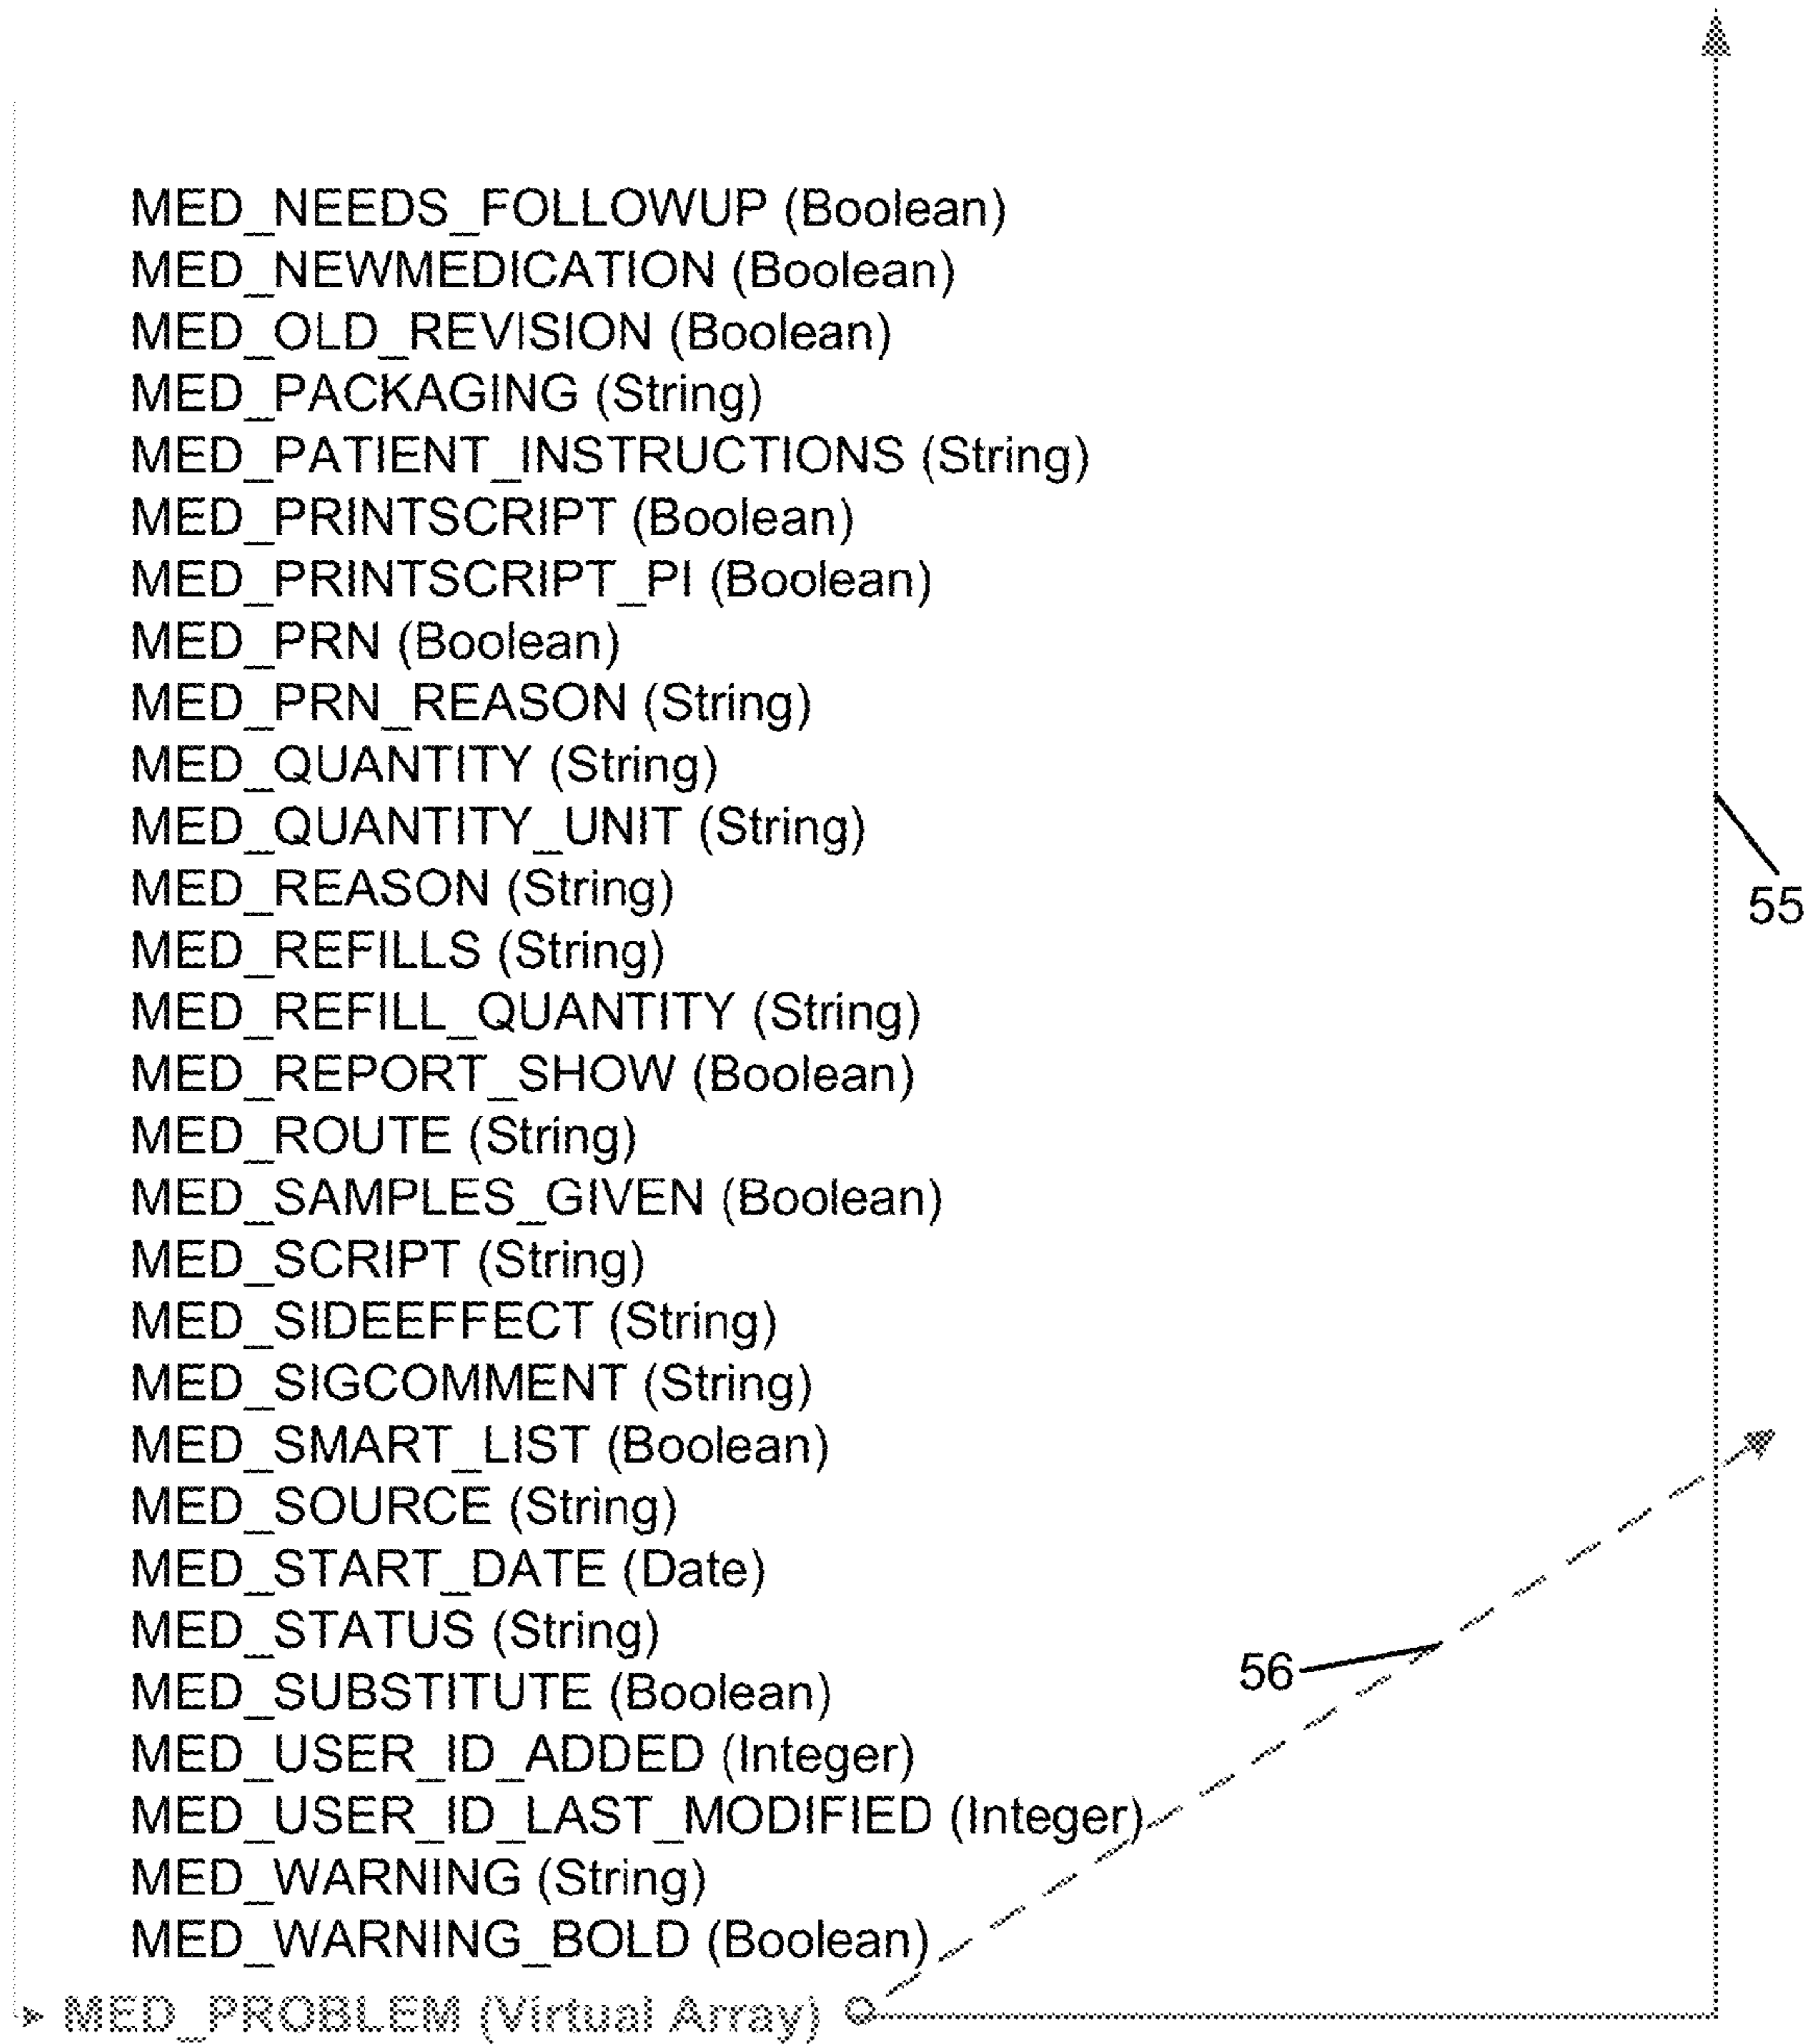 MED_NEEDS_FOLLOWUP (Boolean)
MED_NEWMEDICATION (Boolean)
MED_OLD_REVISION (Boolean)
MED_PACKAGING (String)
MED_PATIENT_INSTRUCTIONS (String)
MED_PRINTSCRIPT (Boolean)
MED_PRINTSCRIPT_PI (Boolean)
MED_PRN (Boolean)
MED_PRN_REASON (String)
MED_QUANTITY (String)
MED_QUANTITY_UNIT (String)
MED_REASON (String)
55
MED_REFILLS (String)
MED_REFILL_QUANTITY (String)
MED_REPORT_SHOW (Boolean)
MED_ROUTE (String)
MED_SAMPLES_GIVEN (Boolean)
MED_SCRIPT (String)
MED_SIDEEFFECT (String)
MED_SIGCOMMENT (String)
MED_SMART_LIST (Boolean)
MED_SOURCE (String)
MED_START_DATE (Date)
MED_STATUS (String)
56
MED_SUBSTITUTE (Boolean)
MED_USER_ID_ADDED (Integer)
MED_USER_ID_LAST_MODIFIED (Integer)
MED_WARNING (String)
MED_WARNING_BOLD (Boolean)
MED_PROBLEM (Virtual Array)